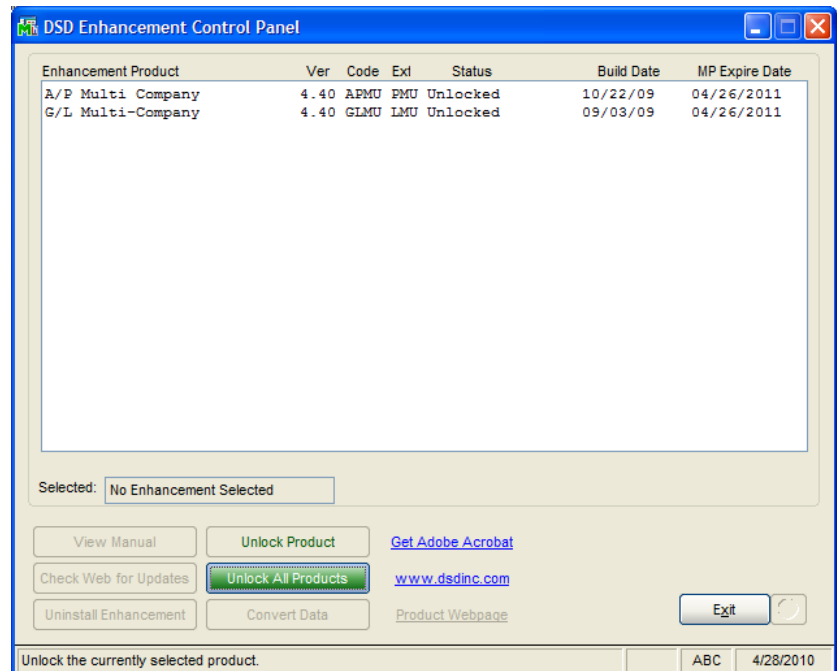 DSD Enhancement Control Panel
Enhancement Product Ver Code Ext Status Build Date MP Expire Date
A/P Multi Company 4.40 APMU PMU Unlocked 10/22/09 04/26/2011
G/L Multi-Company 4.40 GLMU LMU Unlocked 09/03/09 04/26/2011
Selected: No Enhancement Selected
View Manual Unlock Product Get Adobe Acrobat
Check Web for Updates Unlock All Products www.dsdinc.com
Uninstall Enhancement Convert Data Product Webpage Exit
Unlock the currently selected product. ABC 4/28/2010